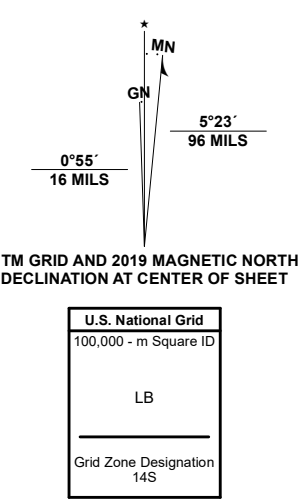 ★
MN
GN
5°23´
96 MILS
0°55´
16 MILS
TM GRID AND 2019 MAGNETIC NORTH
DECLINATION AT CENTER OF SHEET
U.S. National Grid
100,000 - m Square ID
LB
Grid Zone Designation
14S